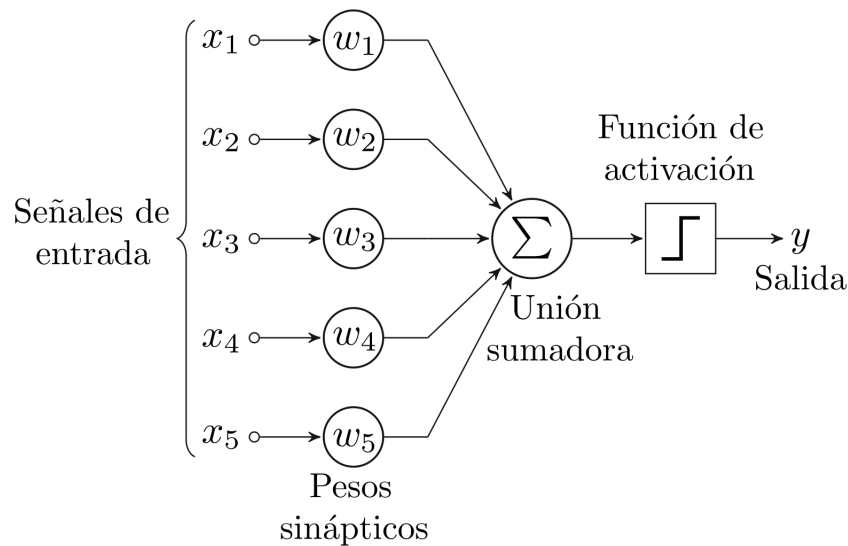 Señales de
entrada
x₁
w₁
x₂
w₂
x₃
w₃
x₄
w₄
x₅
w₅
Pesos
sinápticos
Σ
Unión
sumadora
Función de
activación
y
Salida